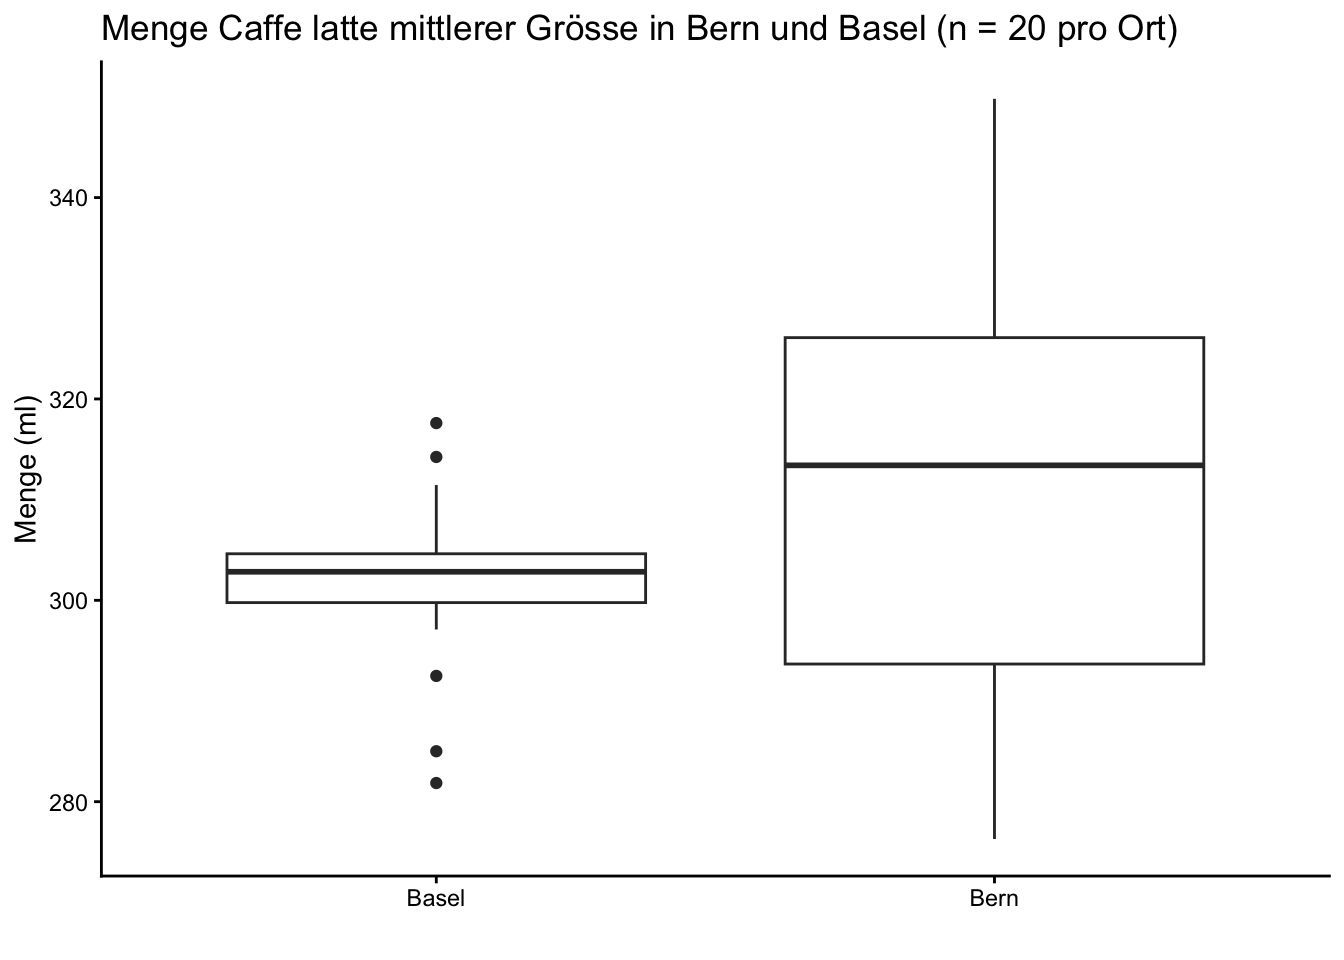 Menge Caffe latte mittlerer Grösse in Bern und Basel (n = 20 pro Ort)
Menge (ml)
340
320
300
280
Basel
Bern